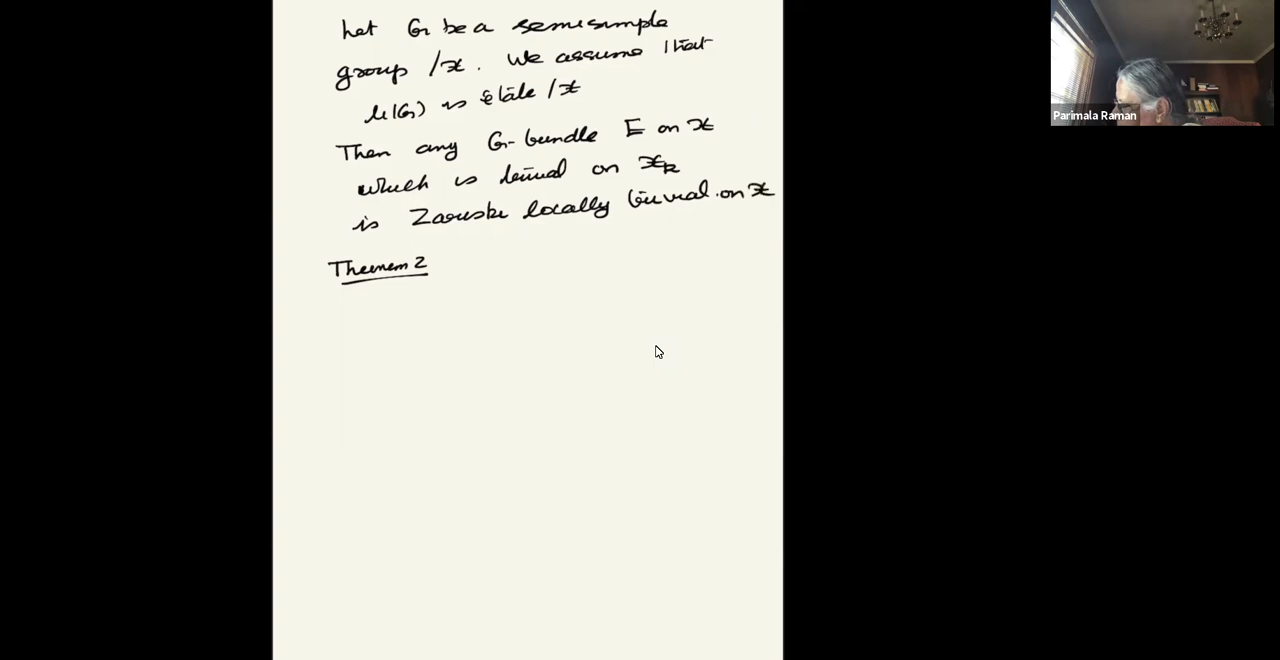 Let G be a semisimple
group /𝔛. We assume that
μ(G) is étale /𝔛
Then any G-bundle E on 𝔛
which is trivial on 𝔛_k
is Zariski locally trivial on 𝔛
Theorem 2
Parimala Raman